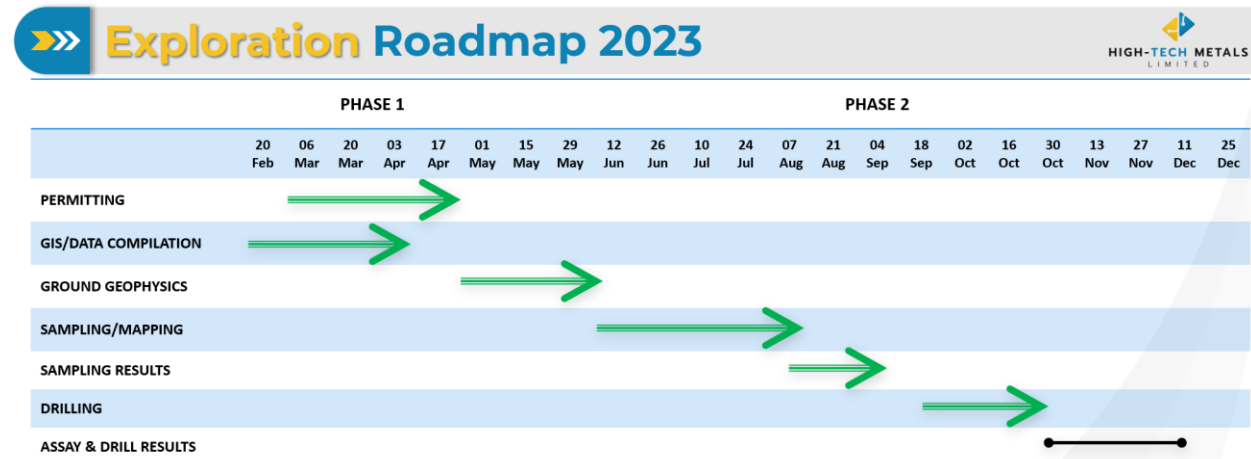 Exploration Roadmap 2023
HIGH-TECH METALS
LIMITED
PHASE 1 PHASE 2
20 06 20 03 17 01 15 29 12 26 10 24 07 21 04 18 02 16 30 13 27 11 25
Feb Mar Mar Apr Apr May May May Jun Jun Jul Jul Aug Aug Sep Sep Oct Oct Oct Nov Nov Dec Dec
PERMITTING
GIS/DATA COMPILATION
GROUND GEOPHYSICS
SAMPLING/MAPPING
SAMPLING RESULTS
DRILLING
ASSAY & DRILL RESULTS